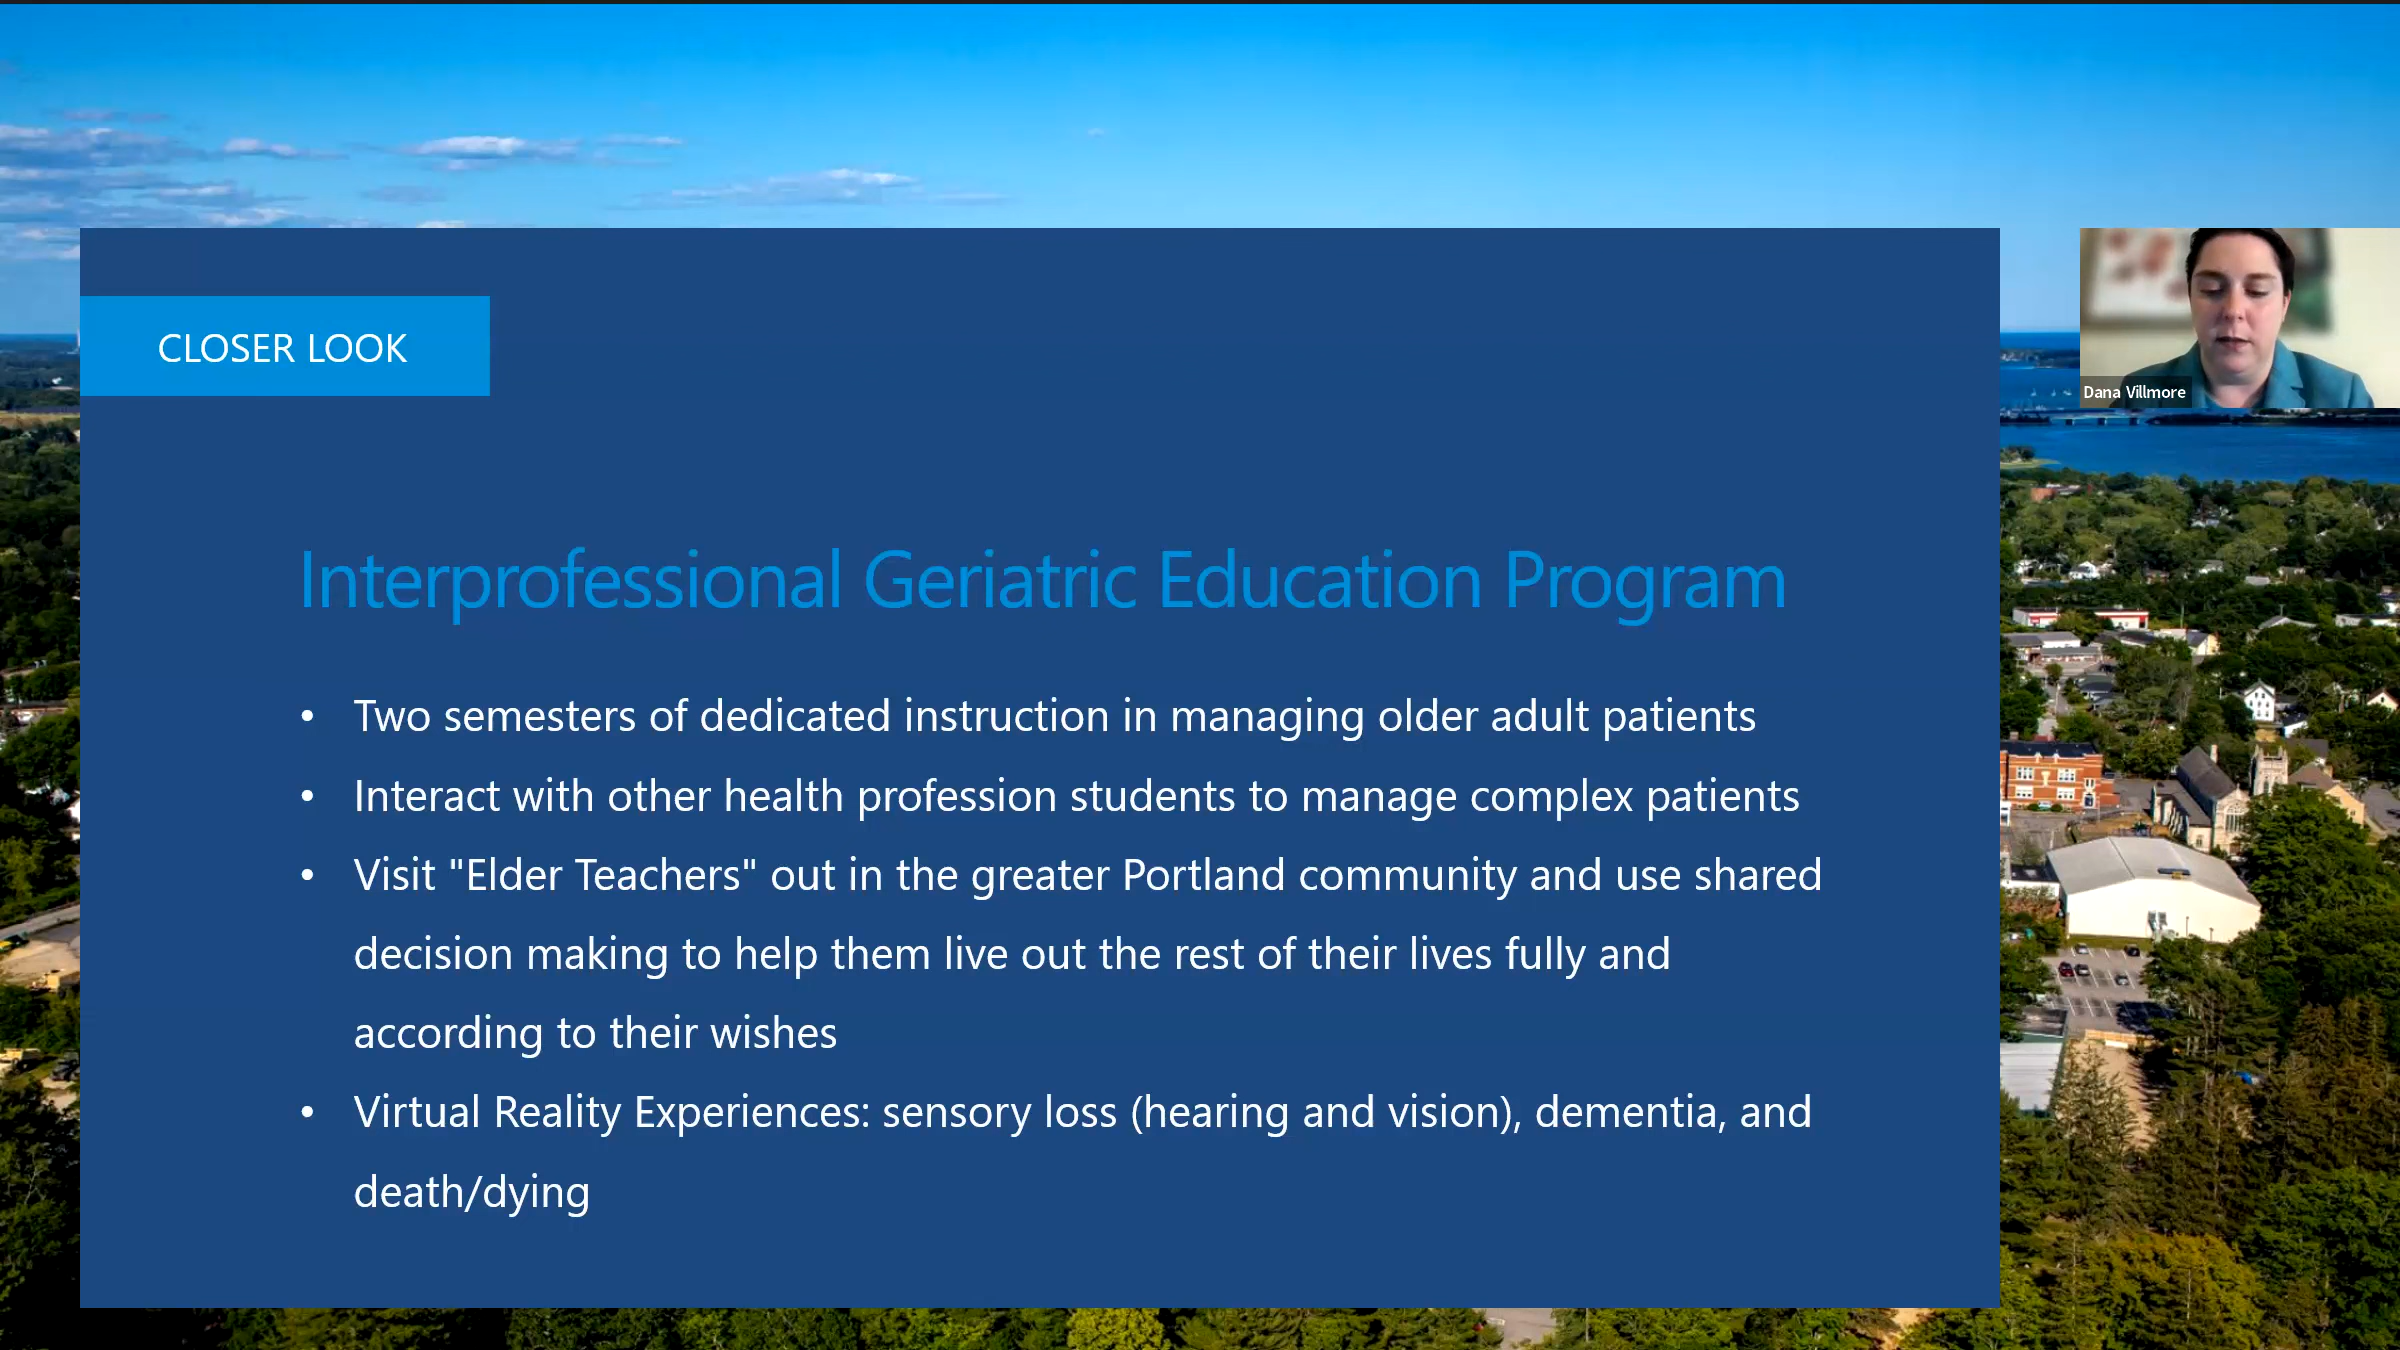 CLOSER LOOK
Dana Villmore
Interprofessional Geriatric Education Program
• Two semesters of dedicated instruction in managing older adult patients
• Interact with other health profession students to manage complex patients
• Visit "Elder Teachers" out in the greater Portland community and use shared
decision making to help them live out the rest of their lives fully and
according to their wishes
• Virtual Reality Experiences: sensory loss (hearing and vision), dementia, and
death/dying